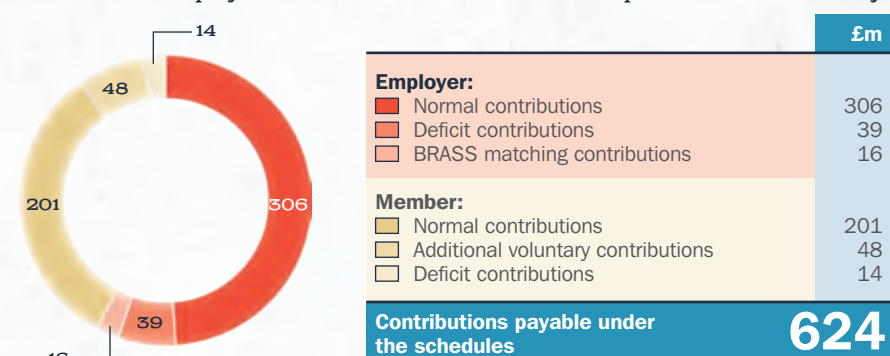 14
48
201
306
39
£m
Employer:
Normal contributions 306
Deficit contributions 39
BRASS matching contributions 16
Member:
Normal contributions 201
Additional voluntary contributions 48
Deficit contributions 14
Contributions payable under
the schedules 624